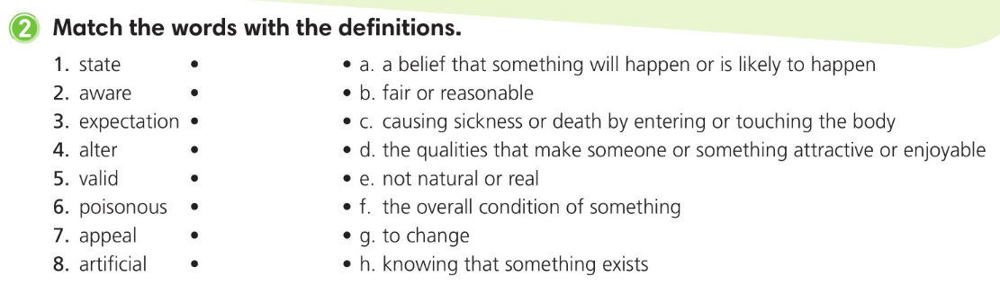 2 Match the words with the definitions.
1. state • • a. a belief that something will happen or is likely to happen
2. aware • • b. fair or reasonable
3. expectation • • c. causing sickness or death by entering or touching the body
4. alter • • d. the qualities that make someone or something attractive or enjoyable
5. valid • • e. not natural or real
6. poisonous • • f. the overall condition of something
7. appeal • • g. to change
8. artificial • • h. knowing that something exists